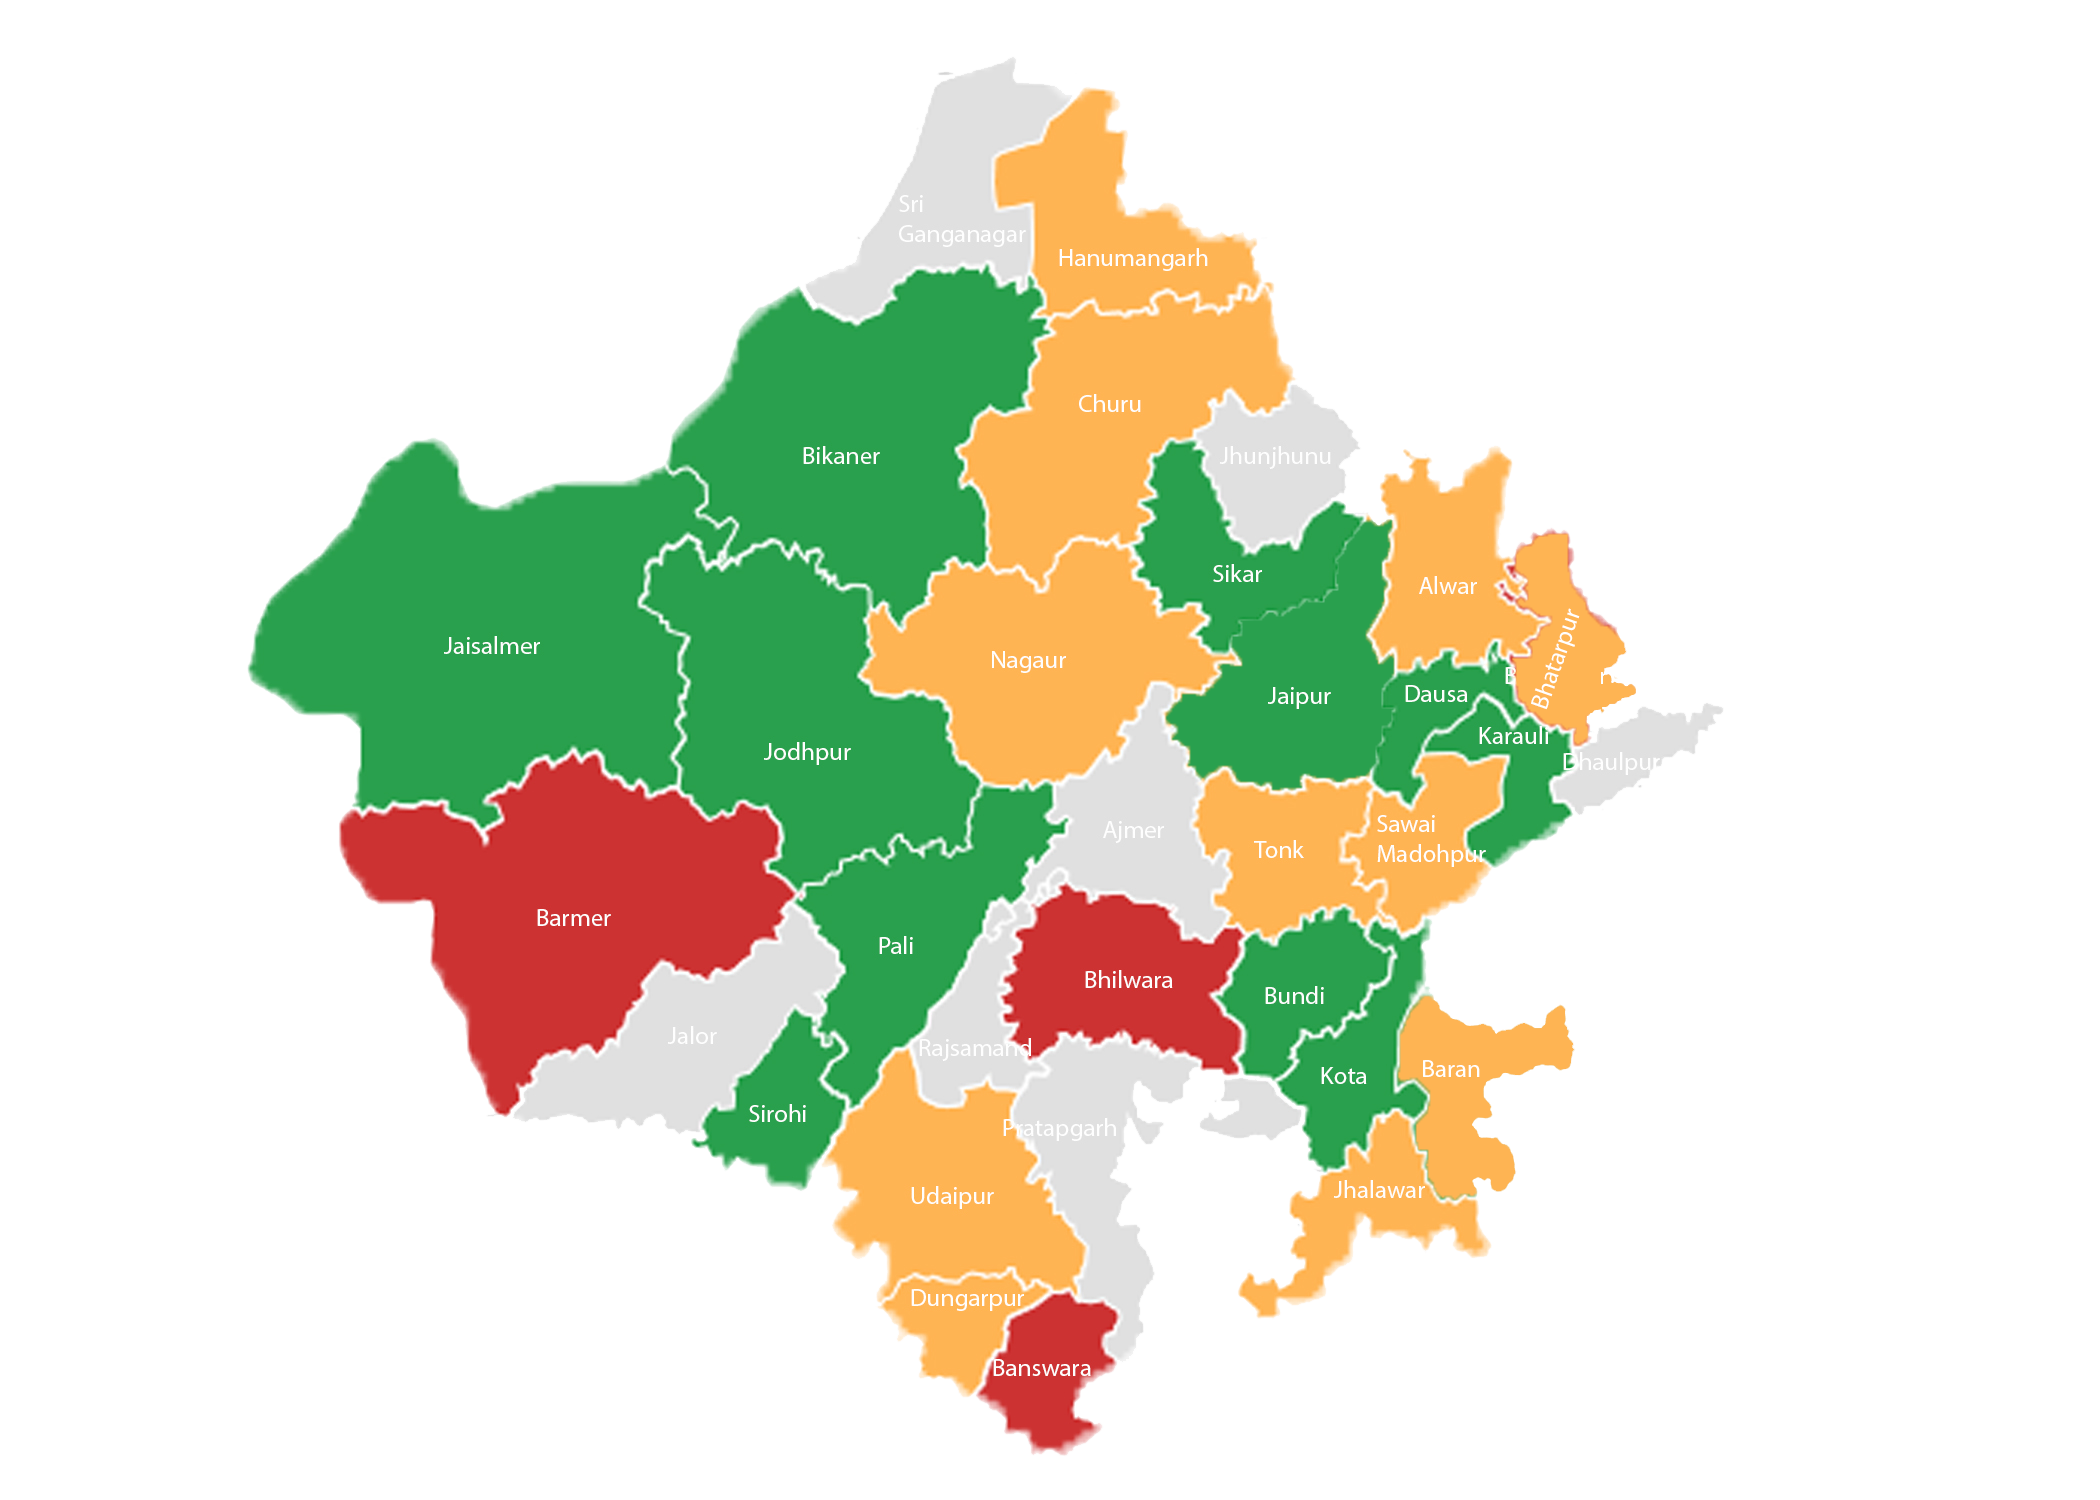 Sri
Ganganagar
Hanumangarh
Churu
Bikaner
Jhunjhunu
Sikar
Alwar
Jaisalmer
Nagaur
Bhatarpur
Jaipur
Dausa
Karauli
Jodhpur
Dhaulpur
Sawai
Madohpur
Ajmer
Tonk
Barmer
Pali
Bhilwara
Bundi
Jalor
Rajsamand
Kota
Baran
Sirohi
Pratapgarh
Jhalawar
Udaipur
Dungarpur
Banswara